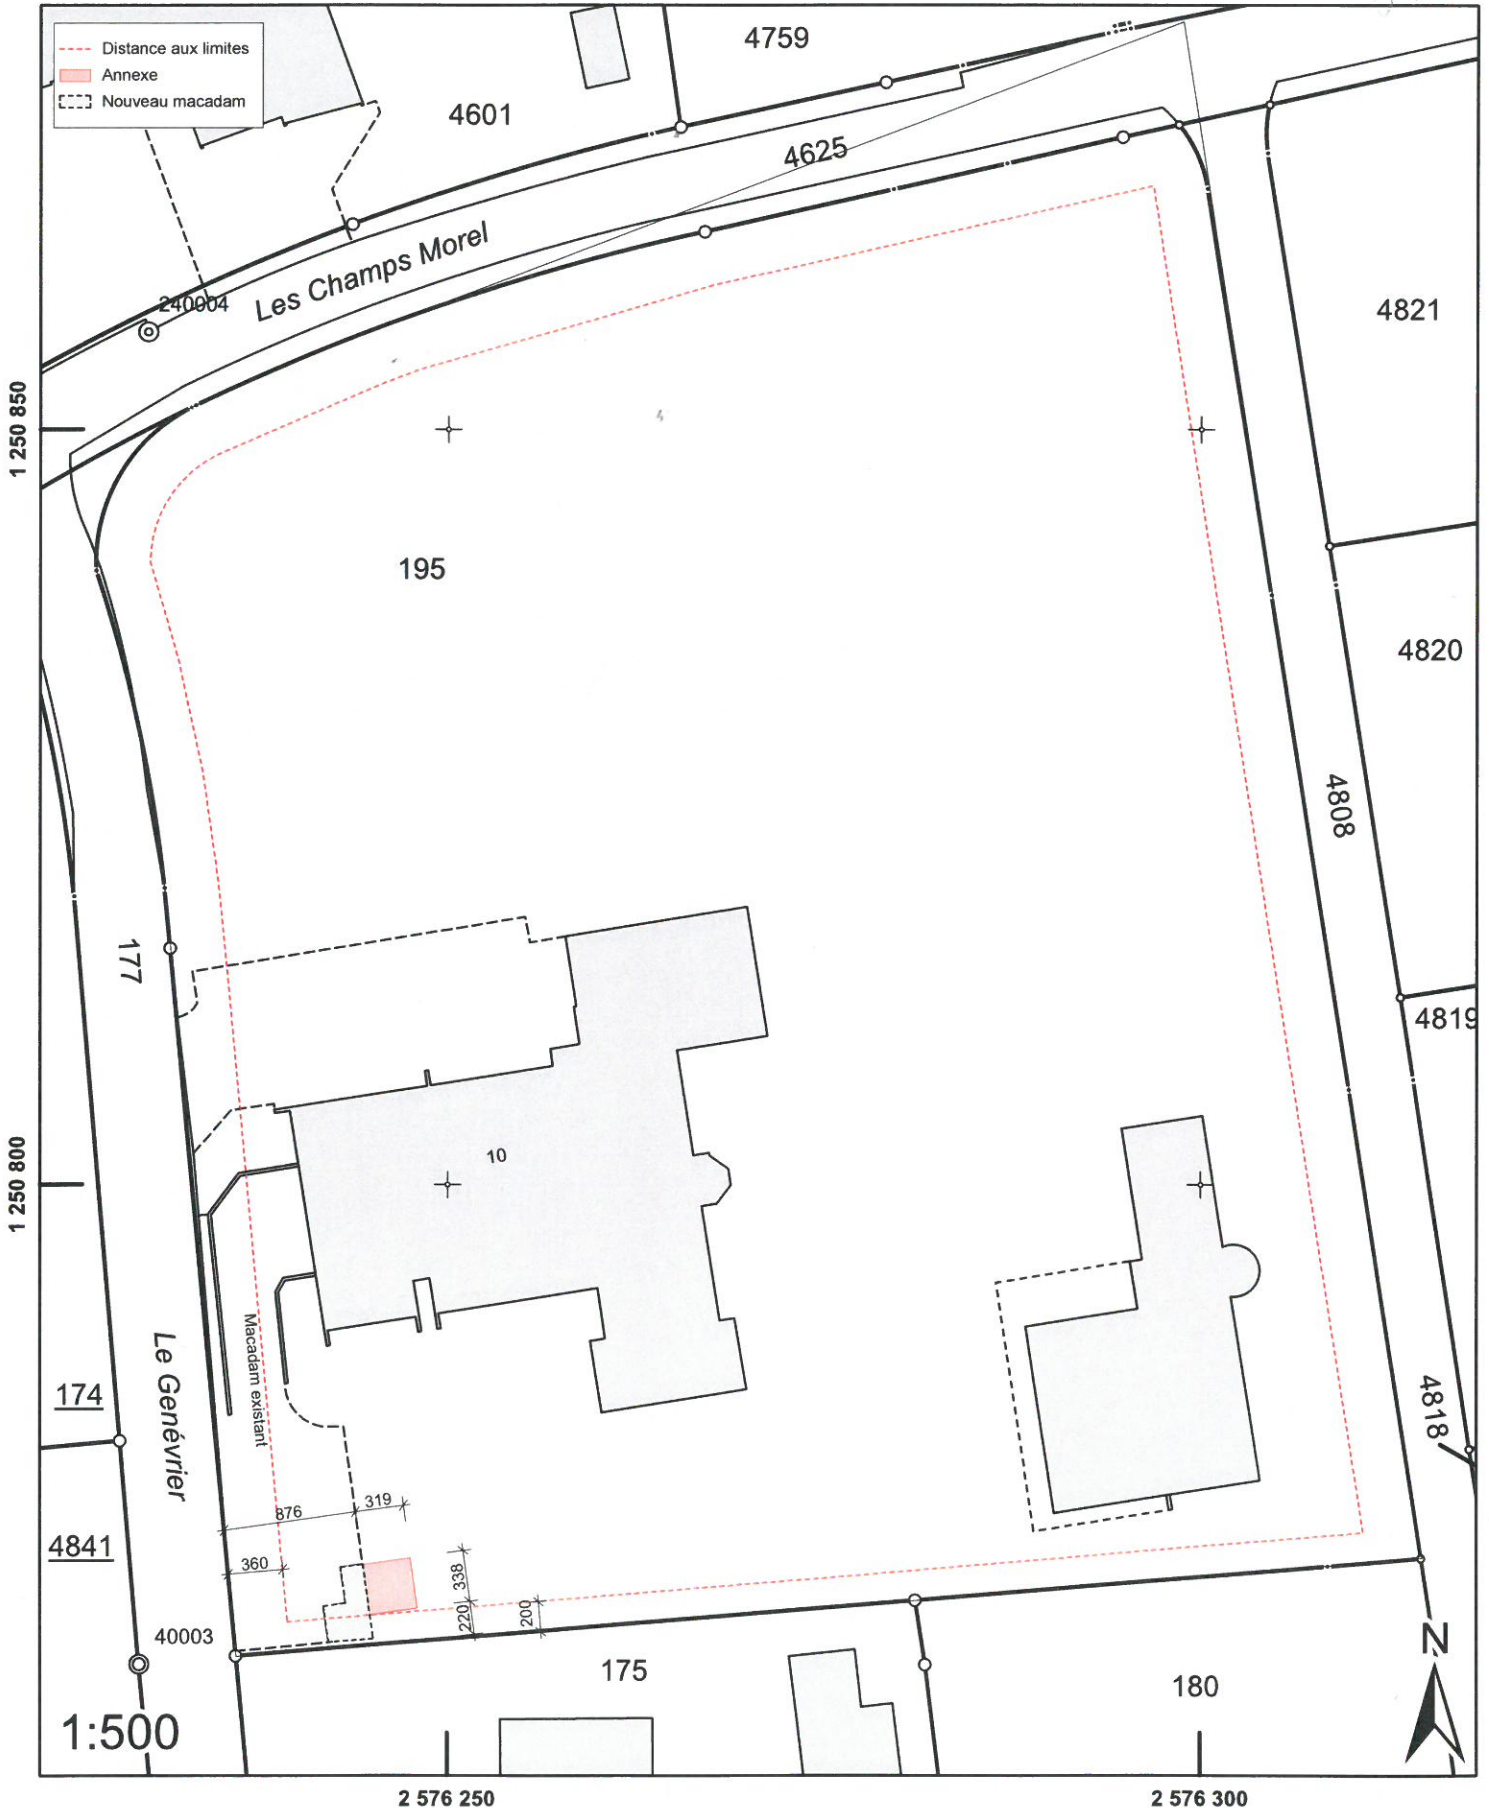 Distance aux limites
Annexe
Nouveau macadam
4759
4601
4625
Les Champs Morel
240004
4821
1 250 850
195
4820
4808
177
10
1 250 800
4819
Macadam existant
Le Genévrier
174
4818
876
319
4841
360
338
220
200
40003
175
180
N
1:500
2 576 250
2 576 300